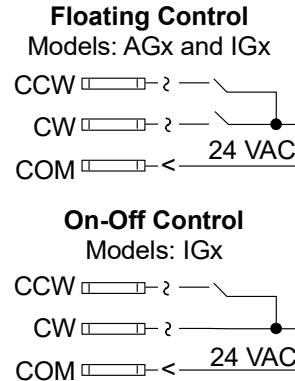 Floating Control
Models: AGx and IGx
CCW
CW
24 VAC
COM
On-Off Control
Models: IGx
CCW
CW
24 VAC
COM